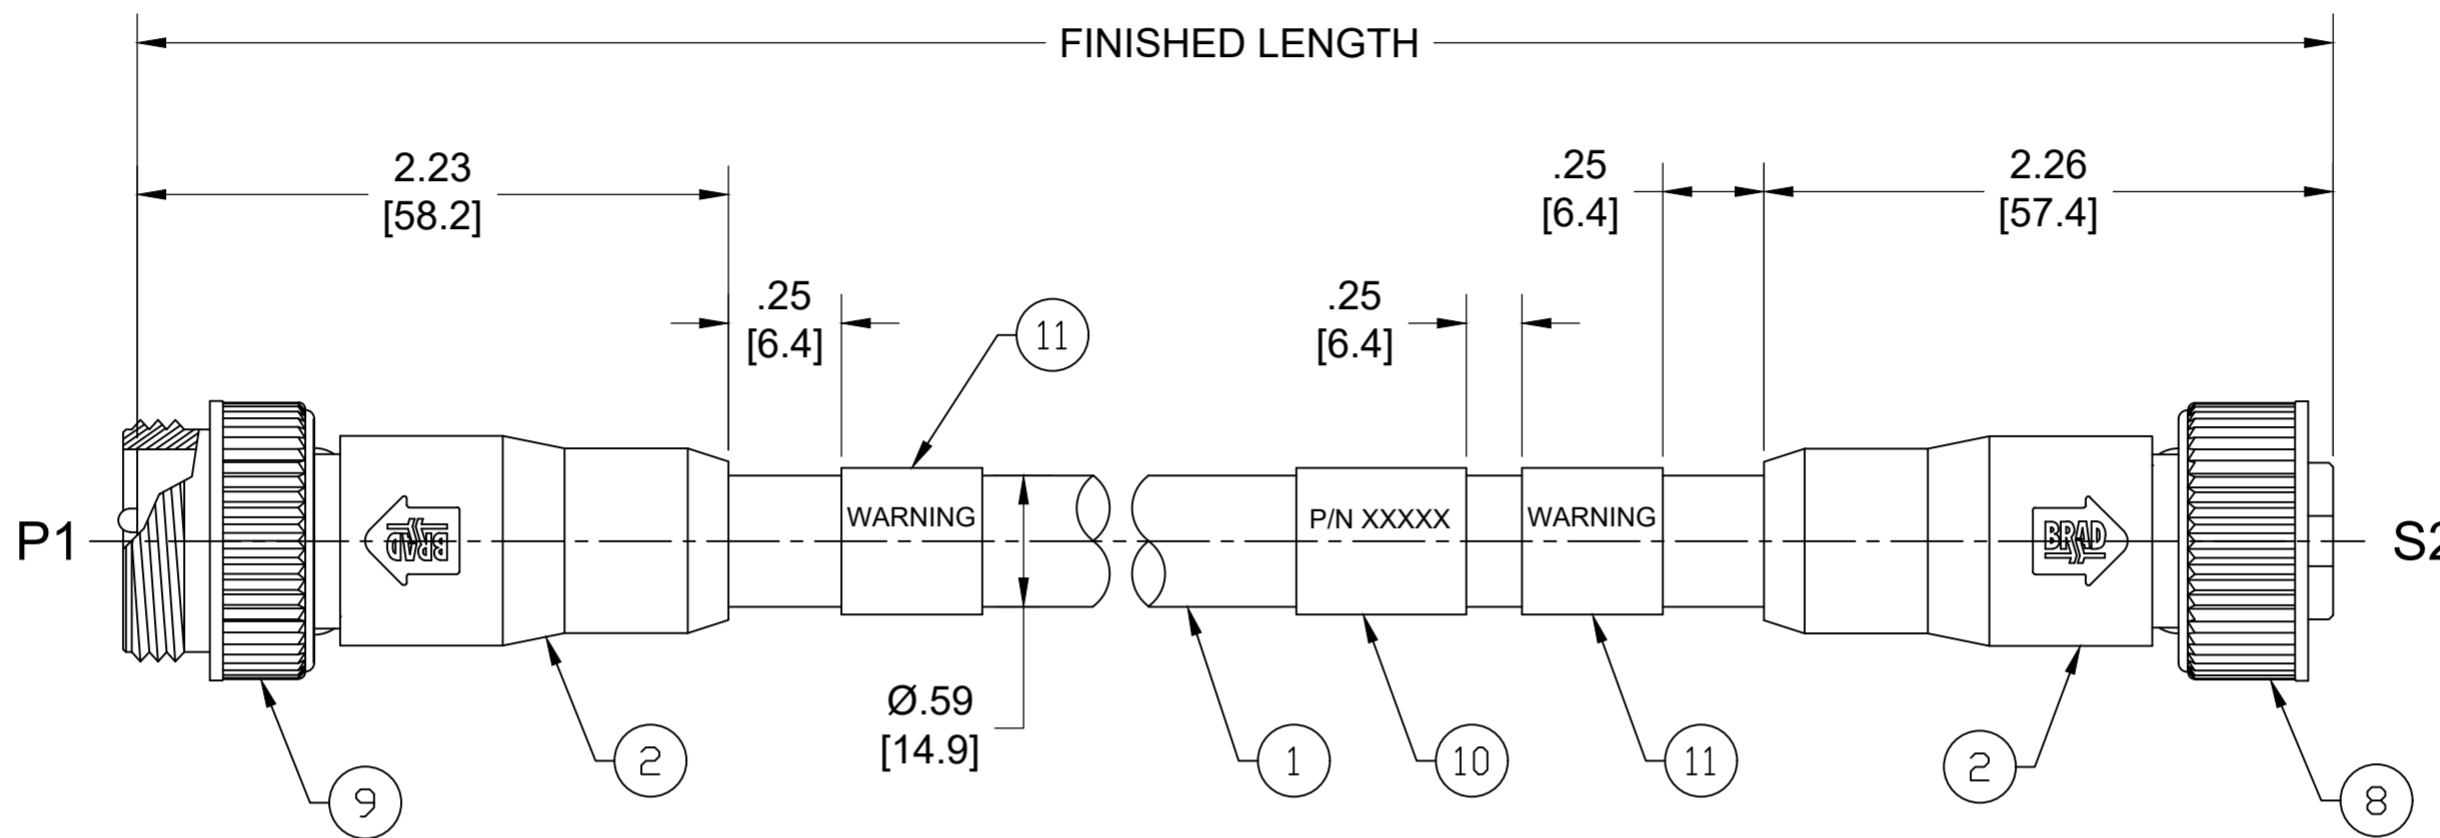 FINISHED LENGTH
2.23
[58.2]
.25
[6.4]
2.26
[57.4]
.25
[6.4]
11
.25
[6.4]
P1
BRAD
WARNING
P/N XXXXX
WARNING
BRAD
S2
Ø.59
[14.9]
9
2
1
10
11
2
8